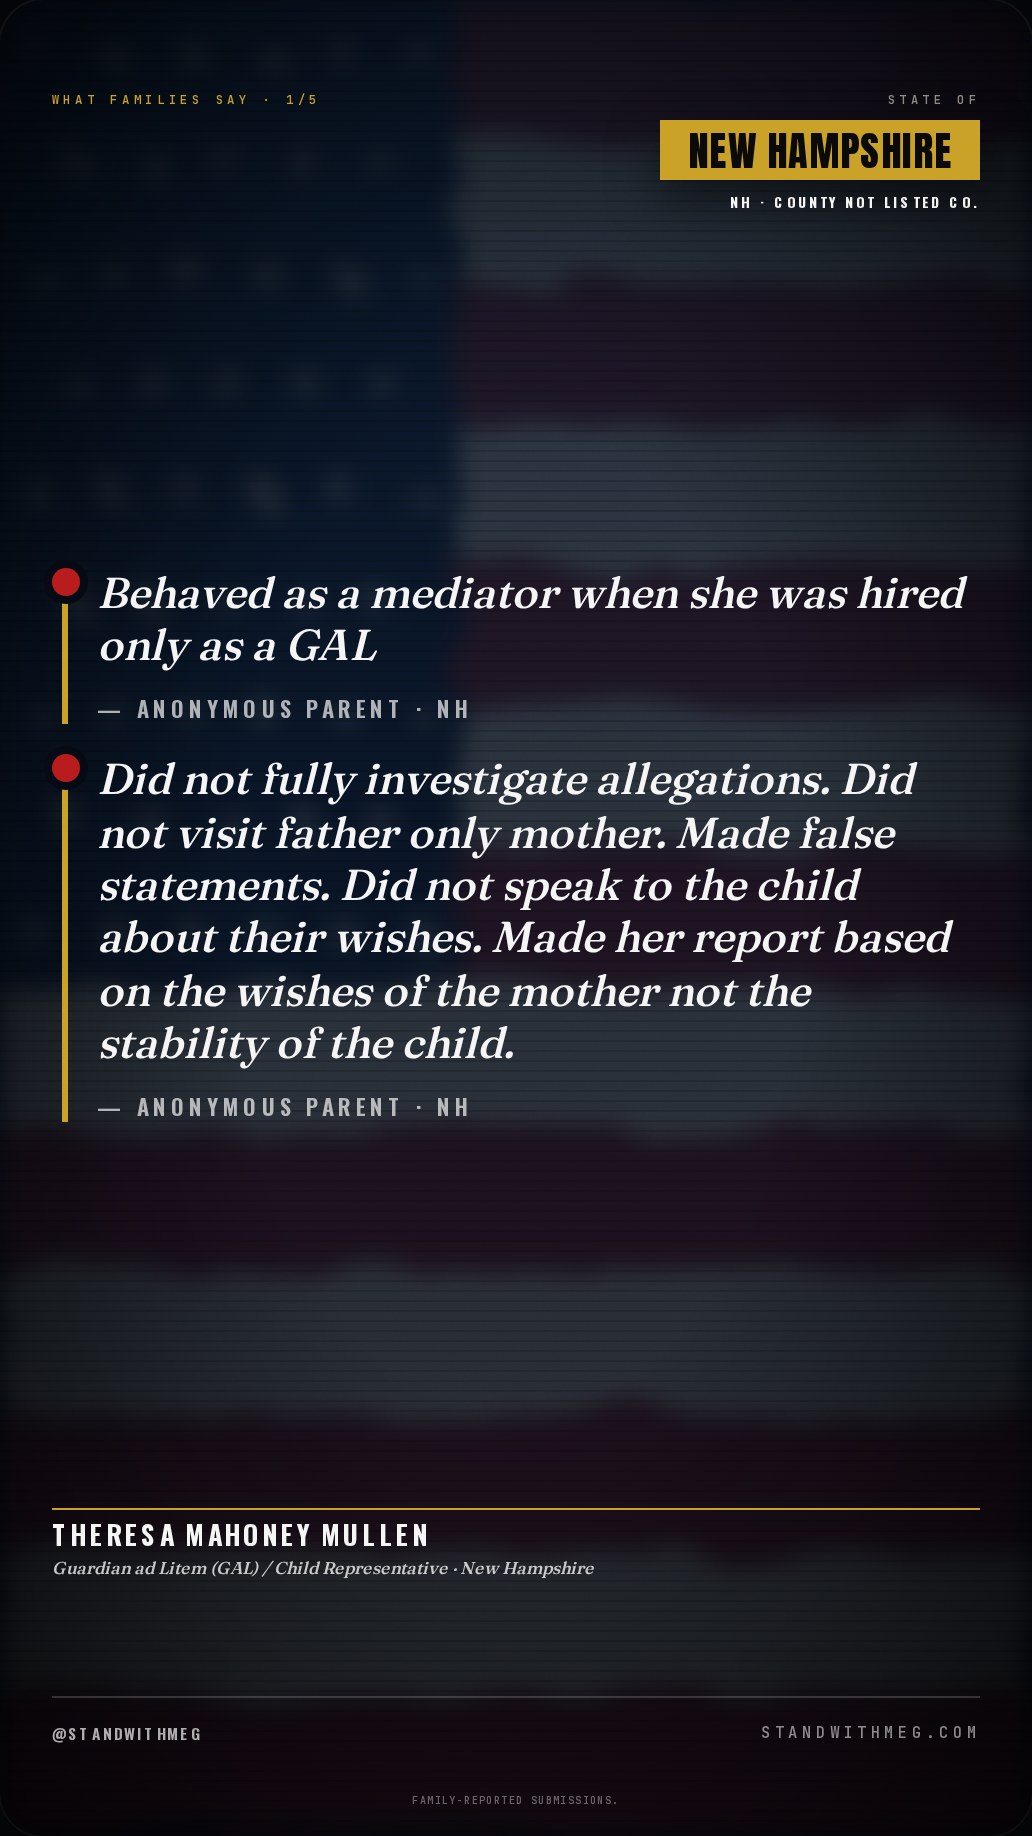 WHAT FAMILIES SAY · 1/5
STATE OF
NEW HAMPSHIRE
NH · COUNTY NOT LISTED CO.
Behaved as a mediator when she was hired
only as a GAL
— ANONYMOUS PARENT · NH
Did not fully investigate allegations. Did
not visit father only mother. Made false
statements. Did not speak to the child
about their wishes. Made her report based
on the wishes of the mother not the
stability of the child.
— ANONYMOUS PARENT · NH
THERESA MAHONEY MULLEN
Guardian ad Litem (GAL) / Child Representative · New Hampshire
@STANDWITHMEG
STANDWITHMEG.COM
FAMILY-REPORTED SUBMISSIONS.